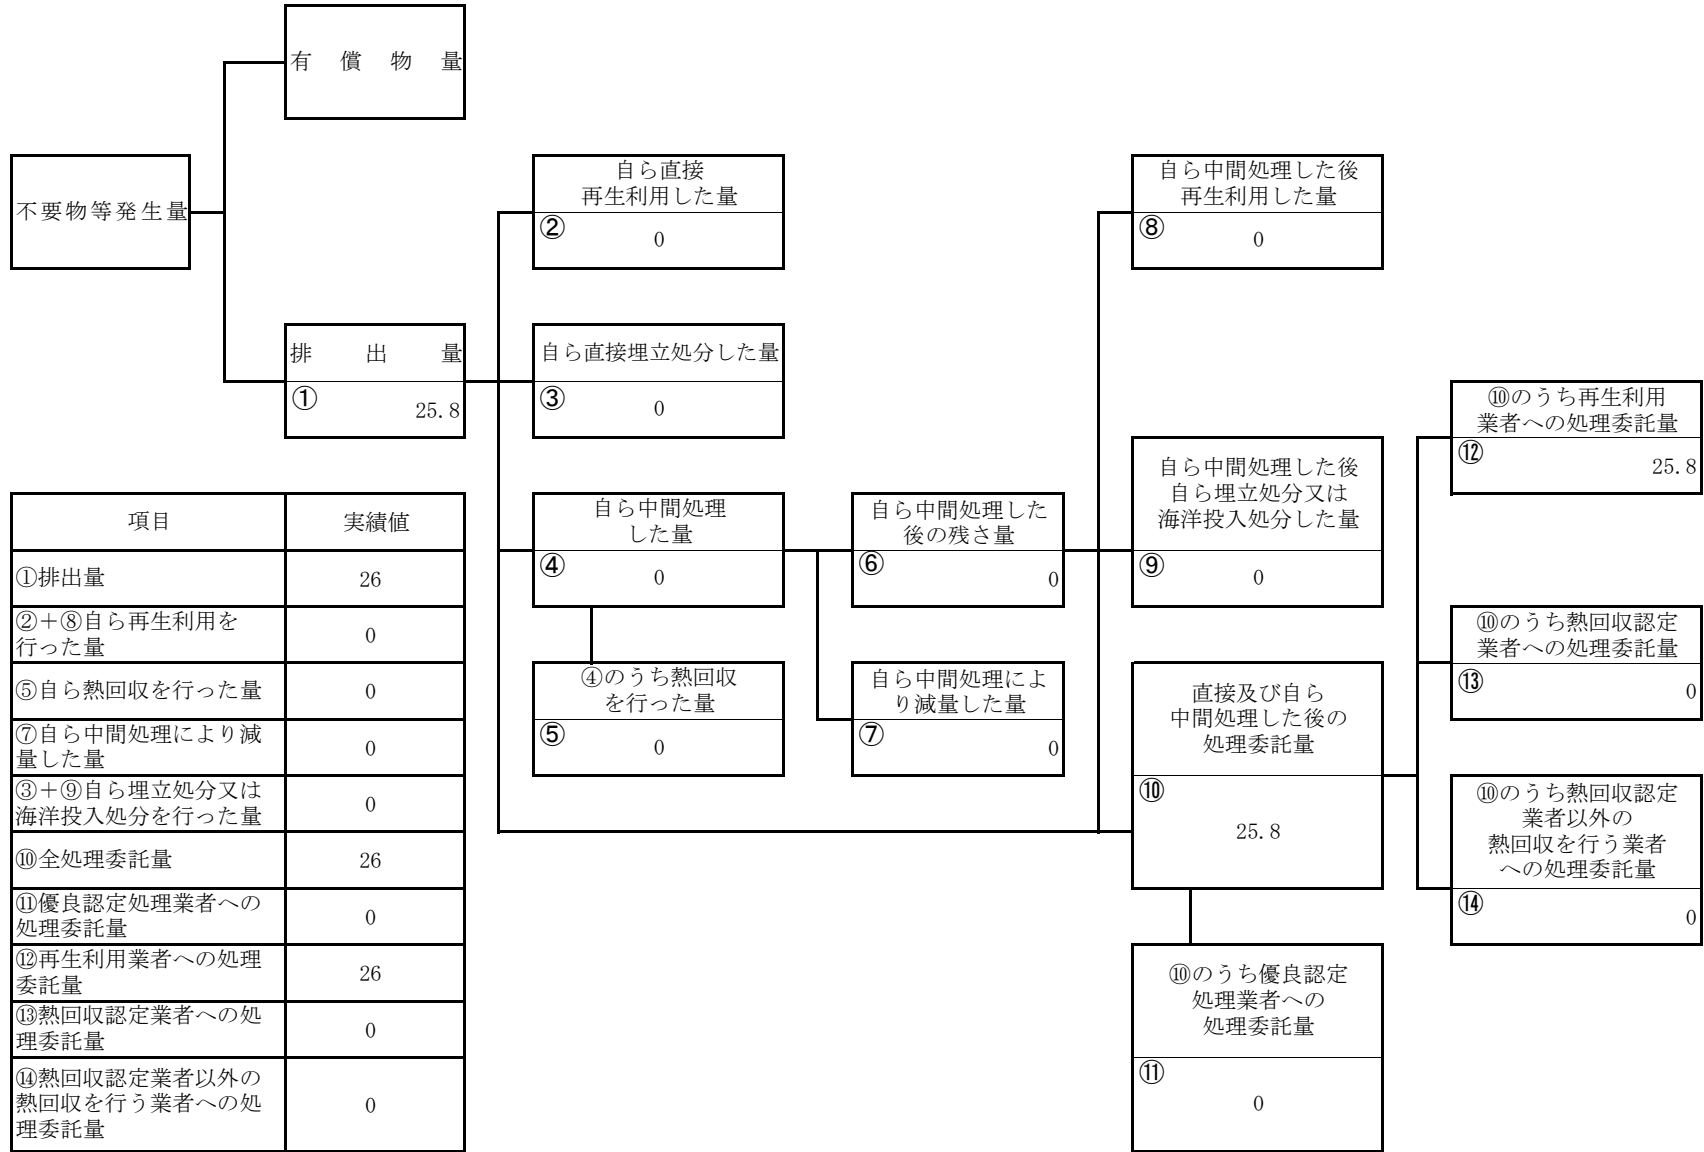 有償物量
不要物等発生量
排出量
①
25.8
自ら直接
再生利用した量
②
0
自ら直接埋立処分した量
③
0
自ら中間処理
した量
④
0
④のうち熱回収
を行った量
⑤
0
自ら中間処理した
後の残さ量
⑥
0
自ら中間処理によ
り減量した量
⑦
0
自ら中間処理した後
再生利用した量
⑧
0
自ら中間処理した後
自ら埋立処分又は
海洋投入処分した量
⑨
0
直接及び自ら
中間処理した後の
処理委託量
⑩
25.8
⑩のうち優良認定
処理業者への
処理委託量
⑪
0
⑩のうち再生利用
業者への処理委託量
⑫
25.8
⑩のうち熱回収認定
業者への処理委託量
⑬
0
⑩のうち熱回収認定
業者以外の
熱回収を行う業者
への処理委託量
⑭
0
項目 実績値
①排出量 26
②＋⑧自ら再生利用を
行った量 0
⑤自ら熱回収を行った量 0
⑦自ら中間処理により減
量した量 0
③＋⑨自ら埋立処分又は
海洋投入処分を行った量 0
⑩全処理委託量 26
⑪優良認定処理業者への
処理委託量 0
⑫再生利用業者への処理
委託量 26
⑬熱回収認定業者への処
理委託量 0
⑭熱回収認定業者以外の
熱回収を行う業者への処
理委託量 0